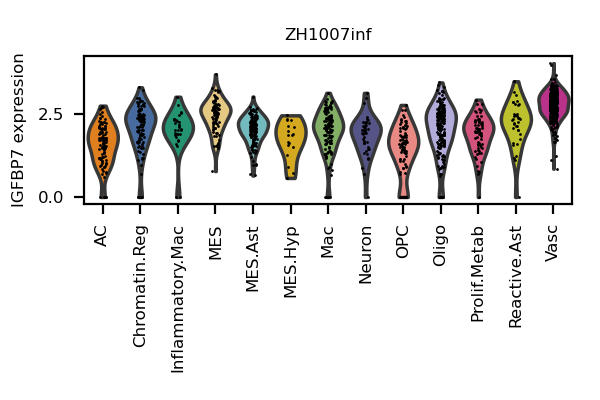 ZH1007inf
IGFBP7 expression
2.5
0.0
AC
Chromatin.Reg
Inflammatory.Mac
MES
MES.Ast
MES.Hyp
Mac
Neuron
OPC
Oligo
Prolif.Metab
Reactive.Ast
Vasc